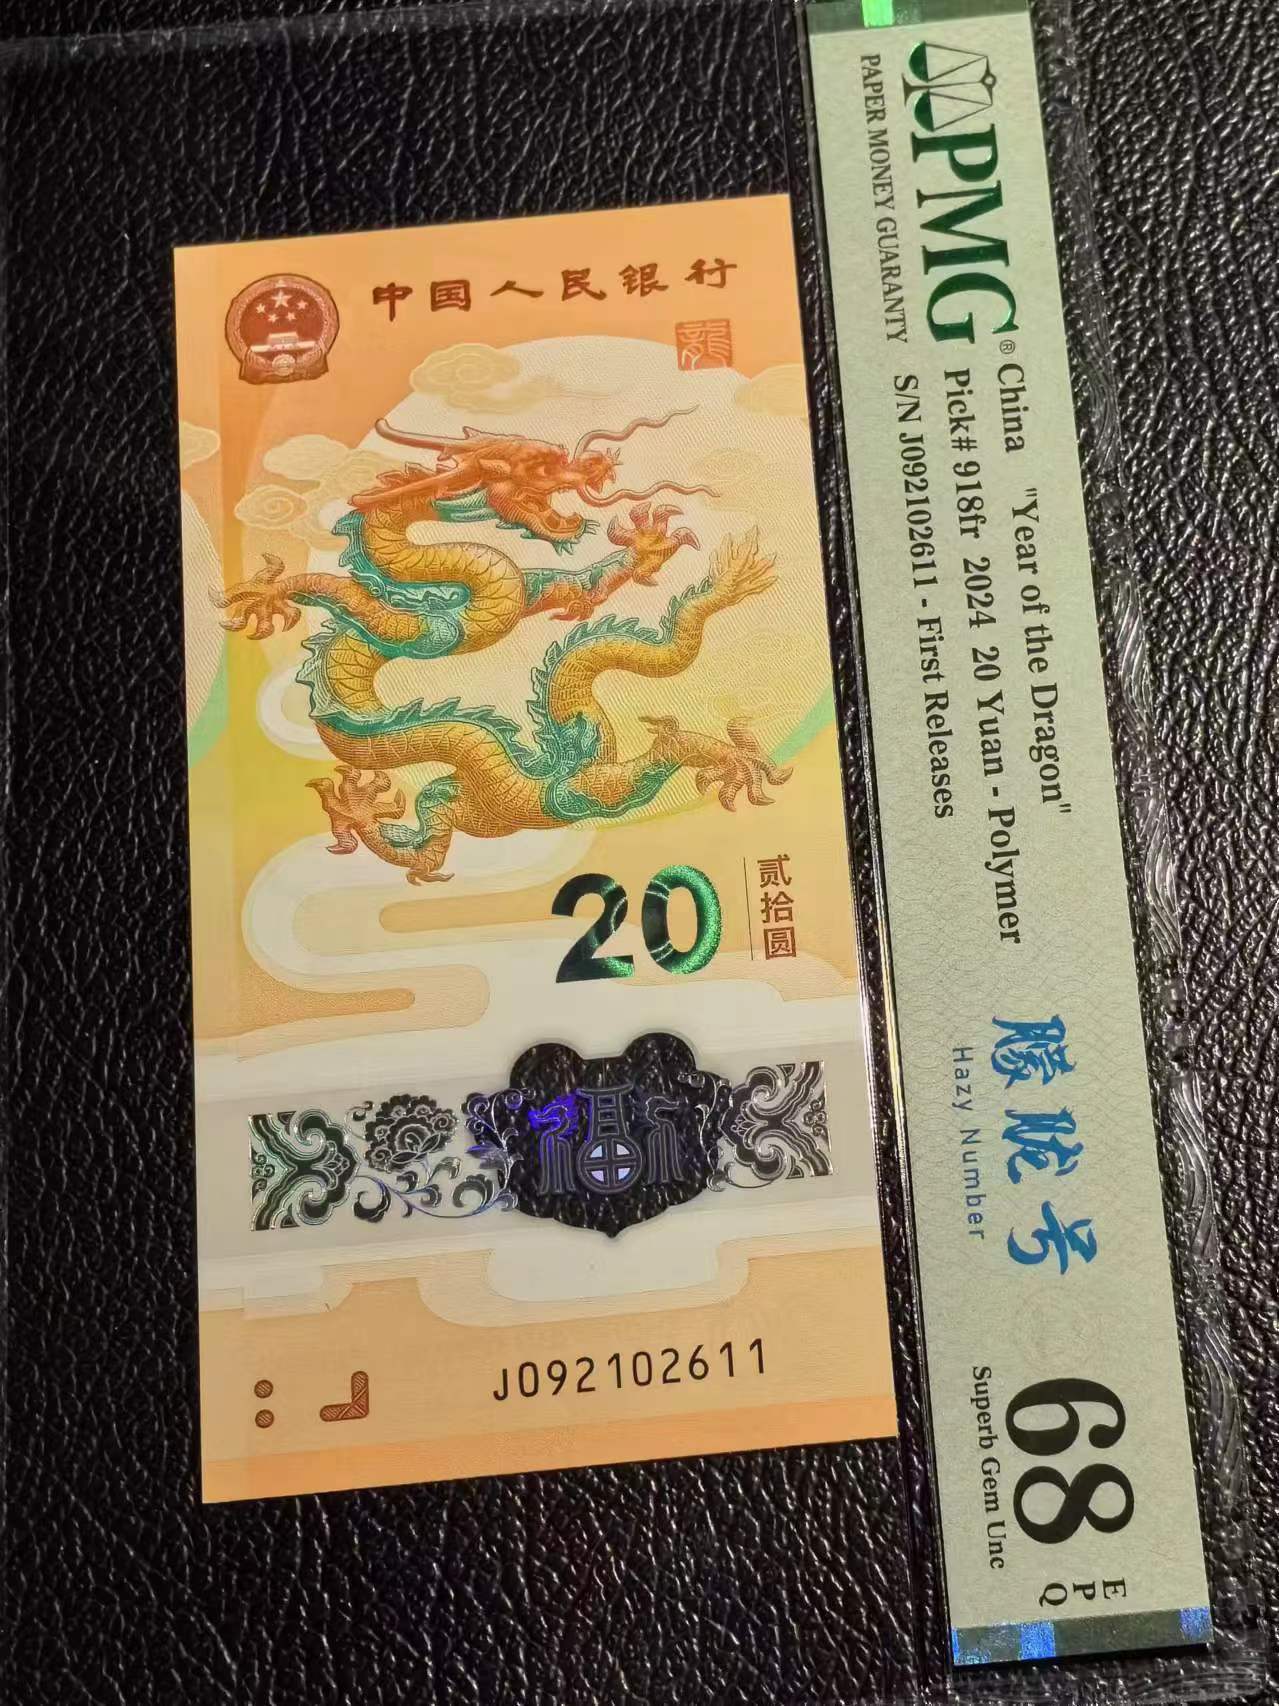 中国人民银行
龍
20
贰拾圆
J092102611
PMG®
PAPER MONEY GUARANTY
China "Year of the Dragon"
Pick# 918fr 2024 20 Yuan - Polymer
S/N J092102611 - First Releases
朦胧号
Hazy Number
68 EPQ
Superb Gem Unc